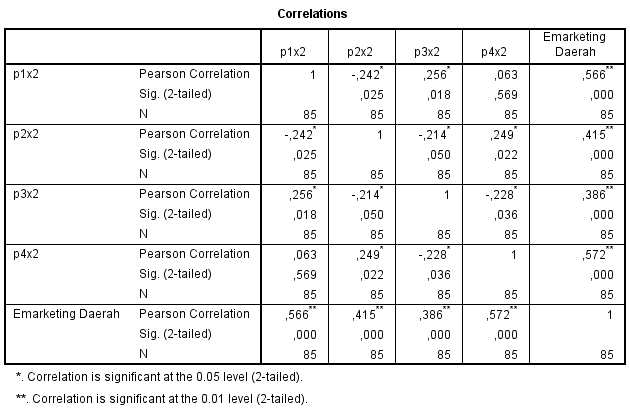 Correlations
p1x2 p2x2 p3x2 p4x2 Emarketing Daerah
p1x2 Pearson Correlation 1 -,242* ,256* ,063 ,566**
Sig. (2-tailed) ,025 ,018 ,569 ,000
N 85 85 85 85 85
p2x2 Pearson Correlation -,242* 1 -,214* ,249* ,415**
Sig. (2-tailed) ,025 ,050 ,022 ,000
N 85 85 85 85 85
p3x2 Pearson Correlation ,256* -,214* 1 -,228* ,386**
Sig. (2-tailed) ,018 ,050 ,036 ,000
N 85 85 85 85 85
p4x2 Pearson Correlation ,063 ,249* -,228* 1 ,572**
Sig. (2-tailed) ,569 ,022 ,036 ,000
N 85 85 85 85 85
Emarketing Daerah Pearson Correlation ,566** ,415** ,386** ,572** 1
Sig. (2-tailed) ,000 ,000 ,000 ,000
N 85 85 85 85 85
*. Correlation is significant at the 0.05 level (2-tailed).
**. Correlation is significant at the 0.01 level (2-tailed).